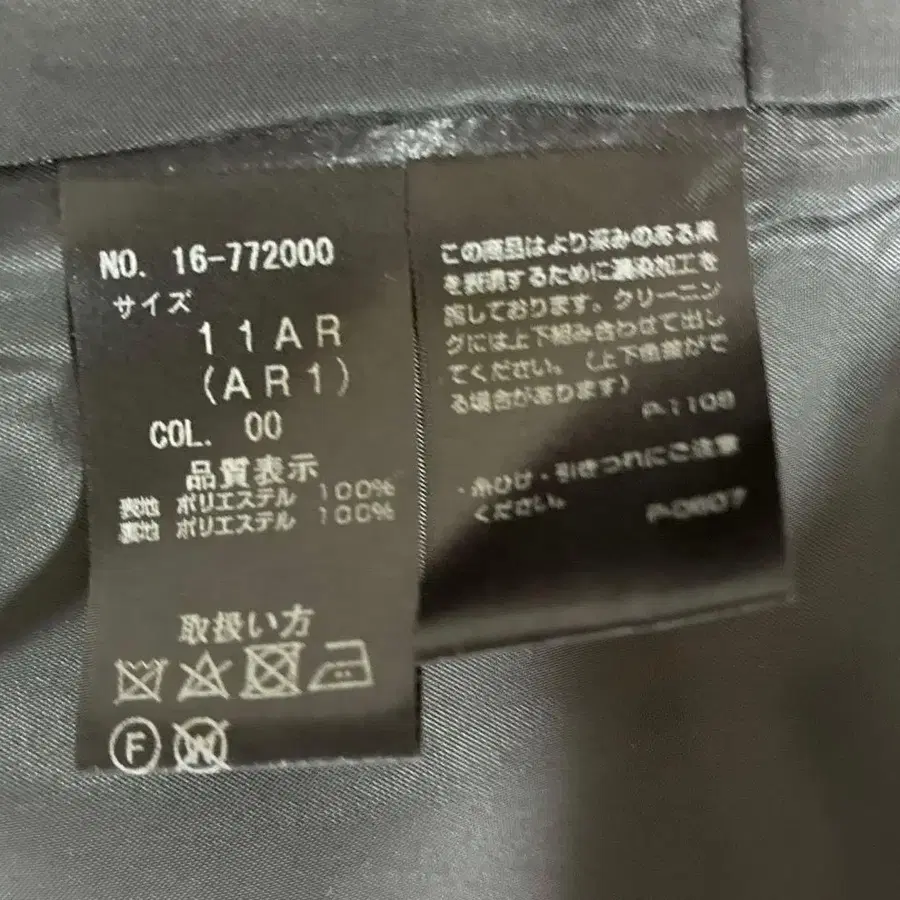 NO. 16-772000
サイズ
11AR
(AR1)
COL. 00
品質表示
表地 ポリエステル 100%
裏地 ポリエステル 100%
取扱い方
F
W
この商品はより深みのある黒
を表現するために濃染加工を
施しております。クリーニン
グには上下組み合わせて出し
てください。(上下色差がで
る場合があります)
P-1109
・糸ひけ・引きつれにご注意
ください。
P-0607